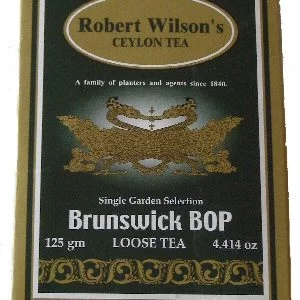 Robert Wilson's
CEYLON TEA
A family of planters and agents since 1840.
Single Garden Selection
Brunswick BOP
125 gm LOOSE TEA 4.414 oz